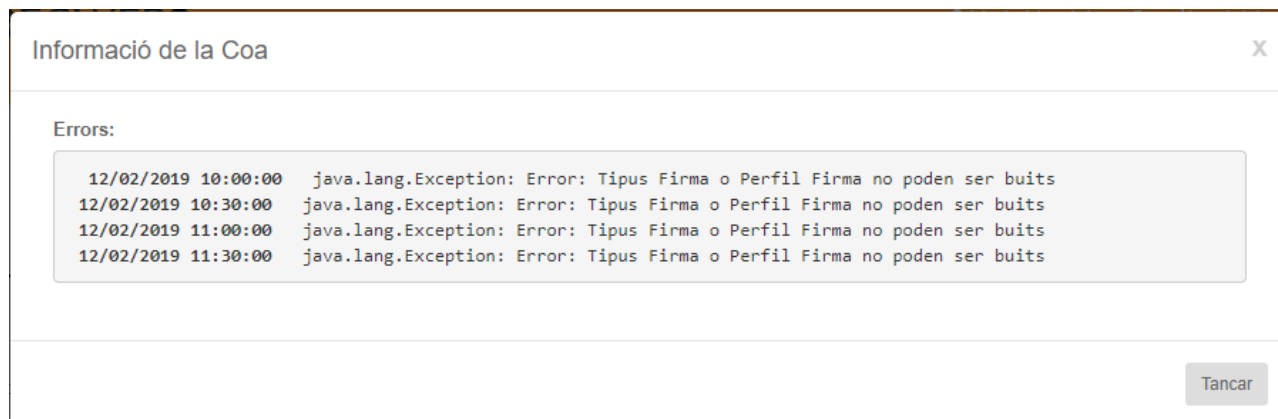 Informació de la Coa
X
Errors:
12/02/2019 10:00:00 java.lang.Exception: Error: Tipus Firma o Perfil Firma no poden ser buits
12/02/2019 10:30:00 java.lang.Exception: Error: Tipus Firma o Perfil Firma no poden ser buits
12/02/2019 11:00:00 java.lang.Exception: Error: Tipus Firma o Perfil Firma no poden ser buits
12/02/2019 11:30:00 java.lang.Exception: Error: Tipus Firma o Perfil Firma no poden ser buits
Tancar